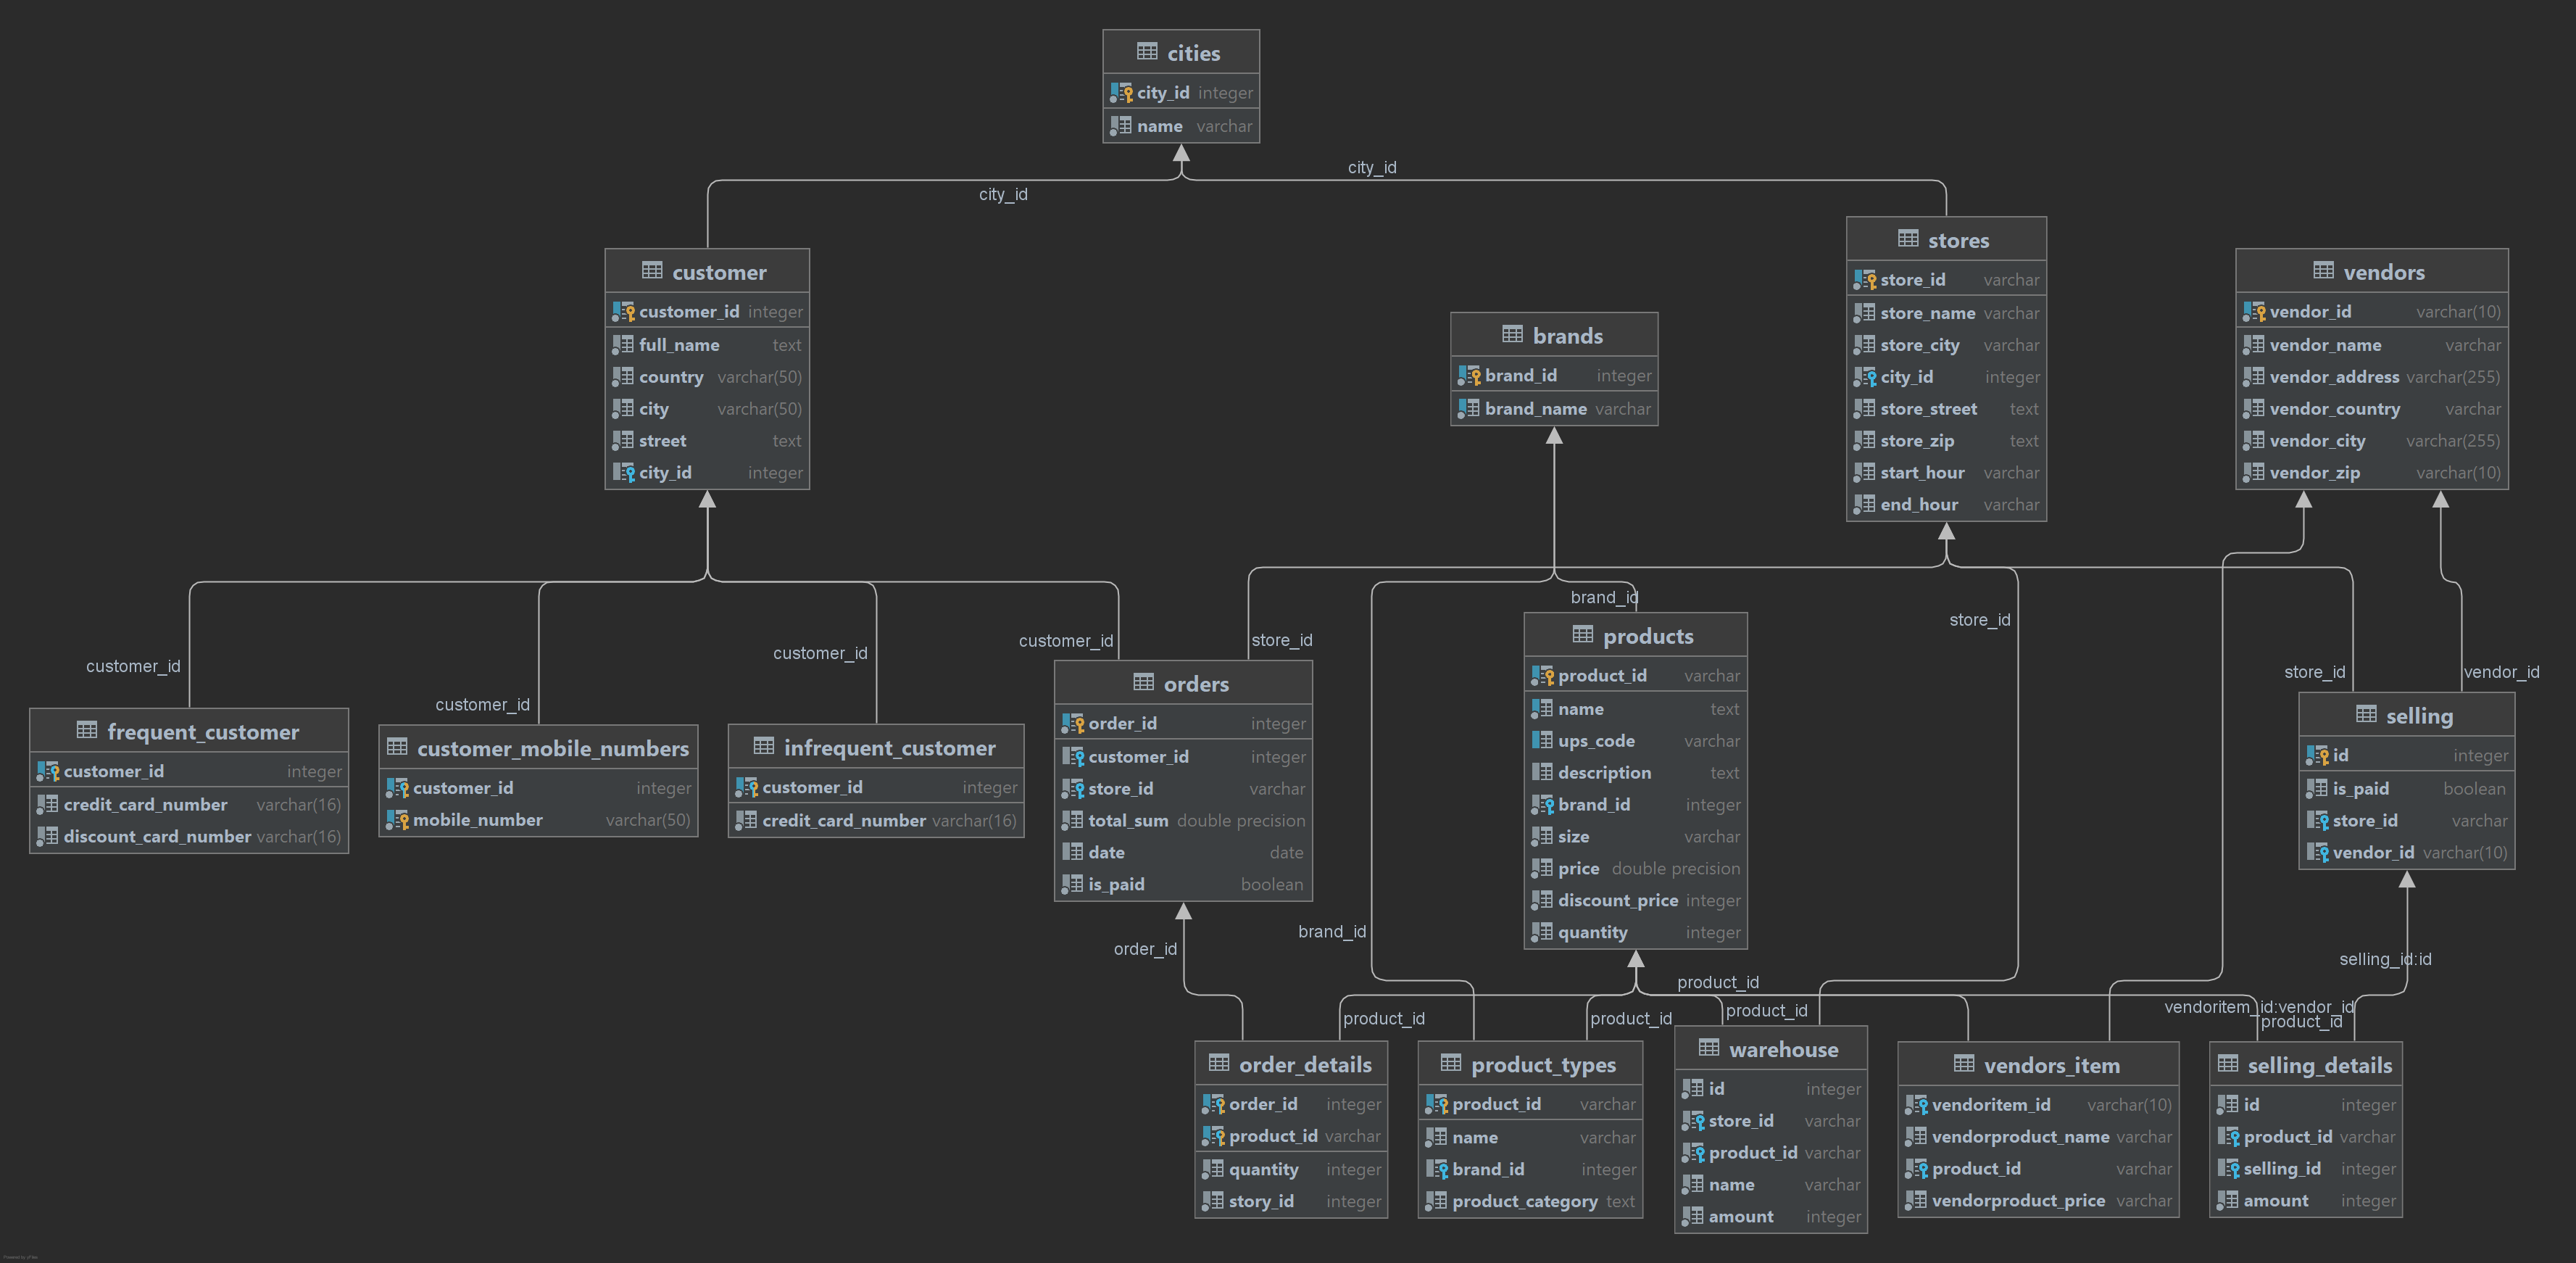 cities
city_id integer
name varchar
city_id
city_id
customer
customer_id integer
full_name text
country varchar(50)
city varchar(50)
street text
city_id integer
brands
brand_id integer
brand_name varchar
stores
store_id varchar
store_name varchar
store_city varchar
city_id integer
store_street text
store_zip text
start_hour varchar
end_hour varchar
vendors
vendor_id varchar(10)
vendor_name varchar
vendor_address varchar(255)
vendor_country varchar
vendor_city varchar(255)
vendor_zip varchar(10)
customer_id
customer_id
customer_id
customer_id
store_id
brand_id
store_id
store_id
vendor_id
frequent_customer
customer_id integer
credit_card_number varchar(16)
discount_card_number varchar(16)
customer_mobile_numbers
customer_id integer
mobile_number varchar(50)
infrequent_customer
customer_id integer
credit_card_number varchar(16)
orders
order_id integer
customer_id integer
store_id varchar
total_sum double precision
date date
is_paid boolean
products
product_id varchar
name text
ups_code varchar
description text
brand_id integer
size varchar
price double precision
discount_price integer
quantity integer
selling
id integer
is_paid boolean
store_id varchar
vendor_id varchar(10)
order_id
brand_id
product_id
selling_id:id
product_id
product_id
product_id
vendoritem_id:vendor_id
product_id
order_details
order_id integer
product_id varchar
quantity integer
story_id integer
product_types
product_id varchar
name varchar
brand_id integer
product_category text
warehouse
id integer
store_id varchar
product_id varchar
name varchar
amount integer
vendors_item
vendoritem_id varchar(10)
vendorproduct_name varchar
product_id varchar
vendorproduct_price varchar
selling_details
id integer
product_id varchar
selling_id integer
amount integer
Powered by yFiles